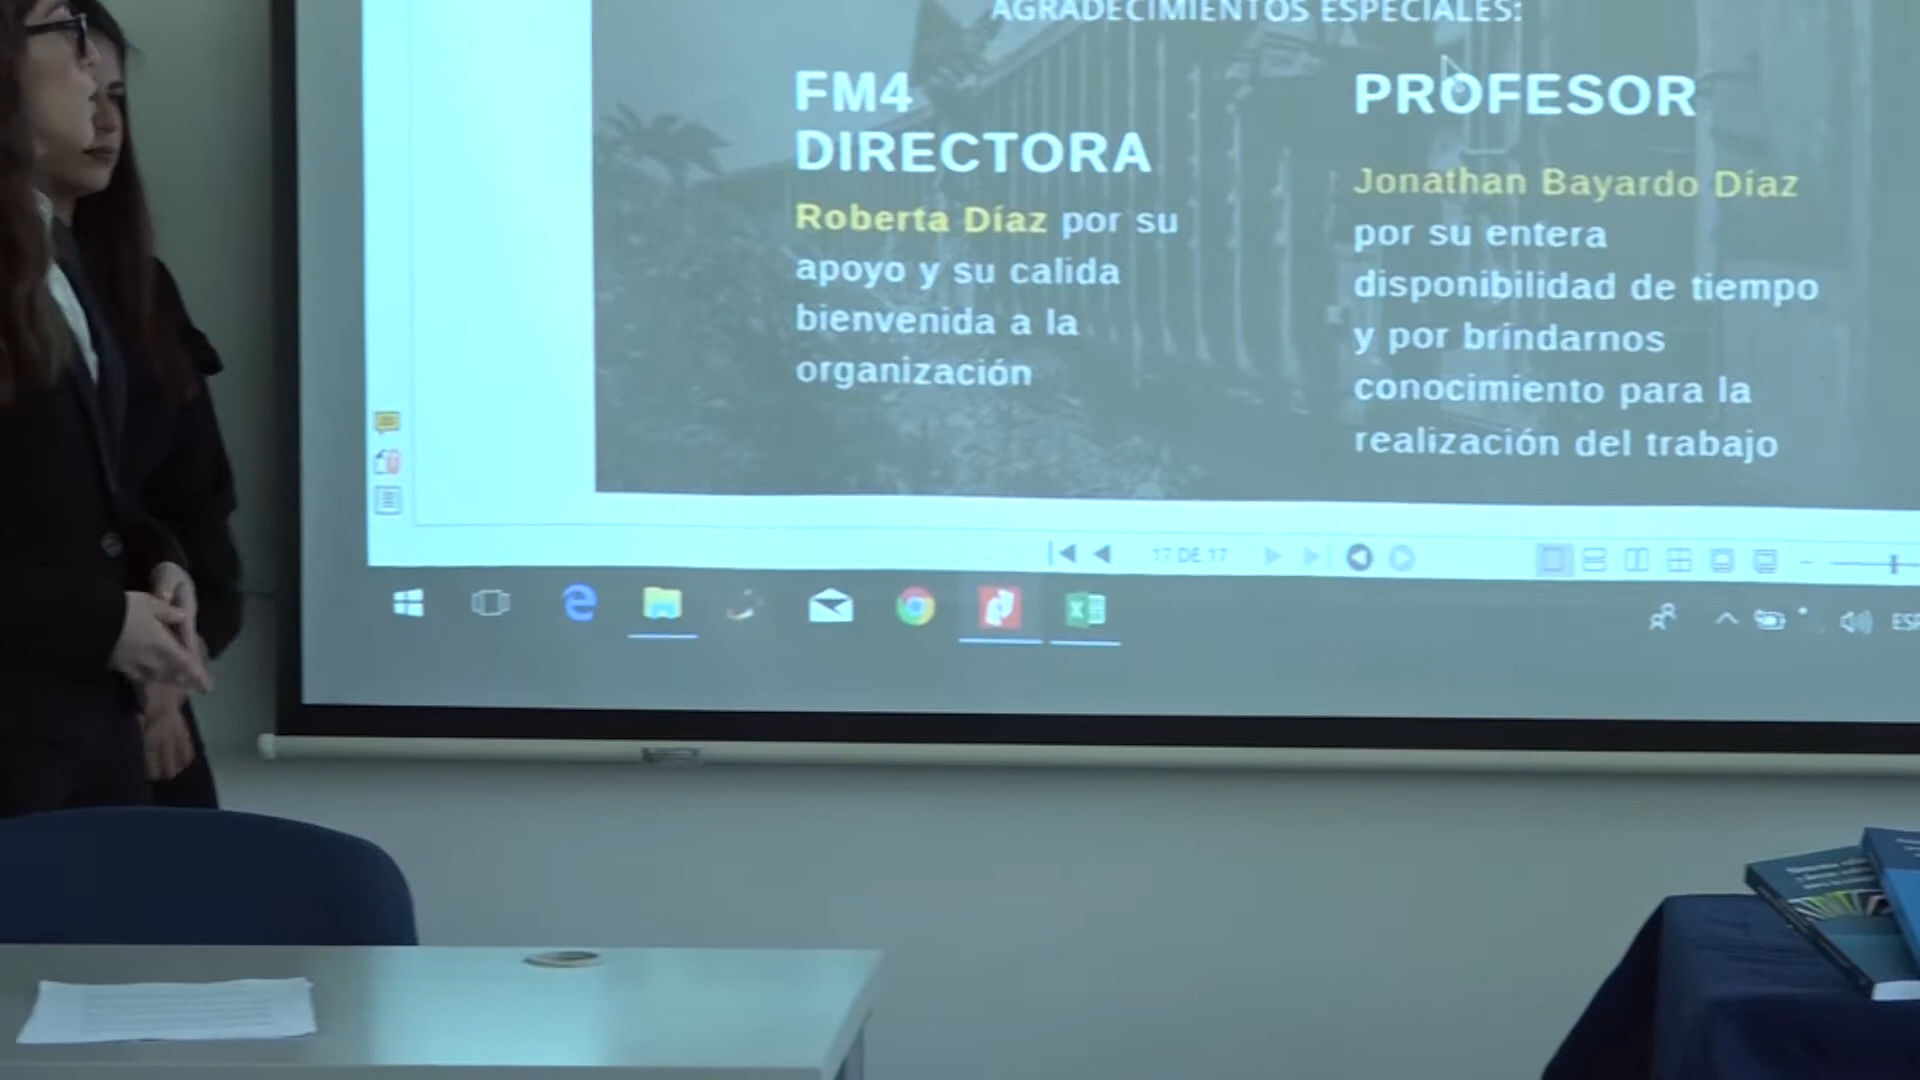 AGRADECIMIENTOS ESPECIALES:
FM4
DIRECTORA
Roberta Díaz por su
apoyo y su calida
bienvenida a la
organización
PROFESOR
Jonathan Bayardo Díaz
por su entera
disponibilidad de tiempo
y por brindarnos
conocimiento para la
realización del trabajo
17 DE 17
ESP